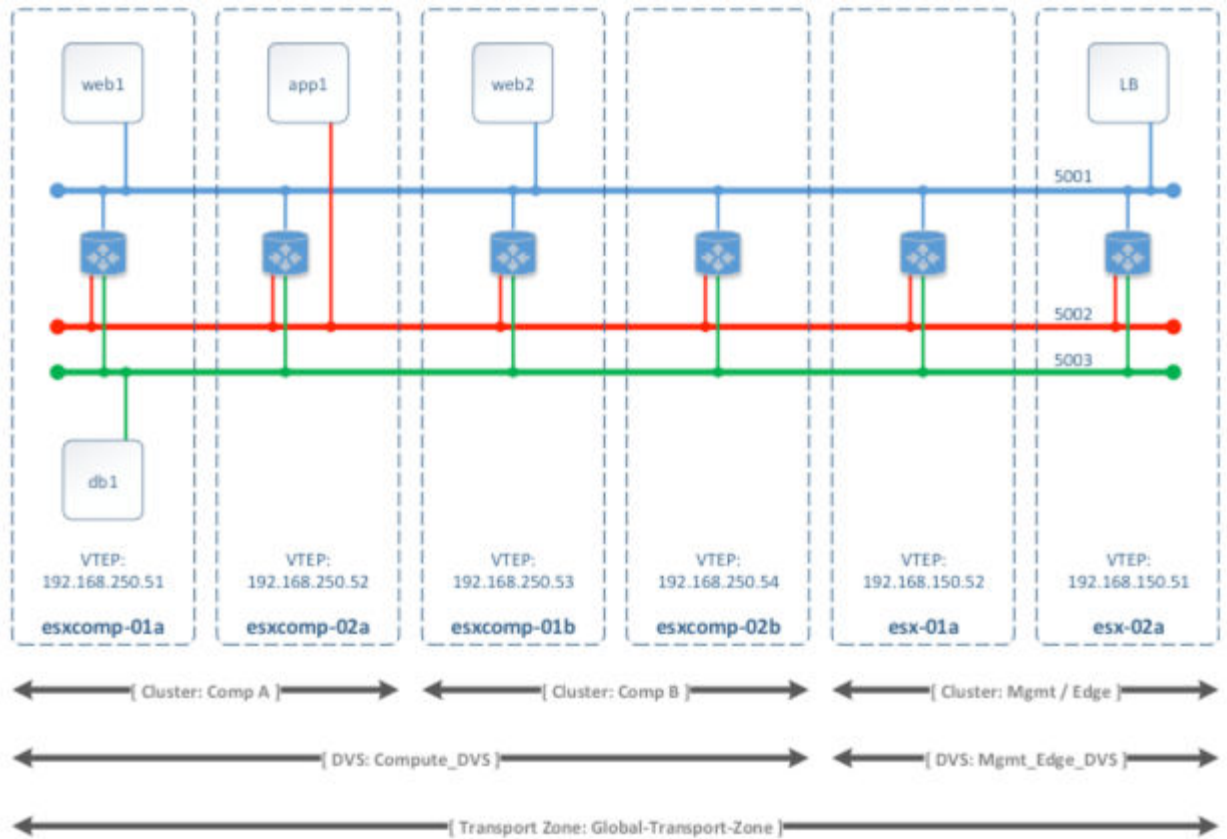 web1
app1
web2
LB
5001
5002
5003
db1
VTEP:
192.168.250.51
VTEP:
192.168.250.52
VTEP:
192.168.250.53
VTEP:
192.168.250.54
VTEP:
192.168.150.52
VTEP:
192.168.150.51
esxcomp-01a
esxcomp-02a
esxcomp-01b
esxcomp-02b
esx-01a
esx-02a
[ Cluster: Comp A ]
[ Cluster: Comp B ]
[ Cluster: Mgmt / Edge ]
[ DVS: Compute_DVS ]
[ DVS: Mgmt_Edge_DVS ]
[ Transport Zone: Global-Transport-Zone ]